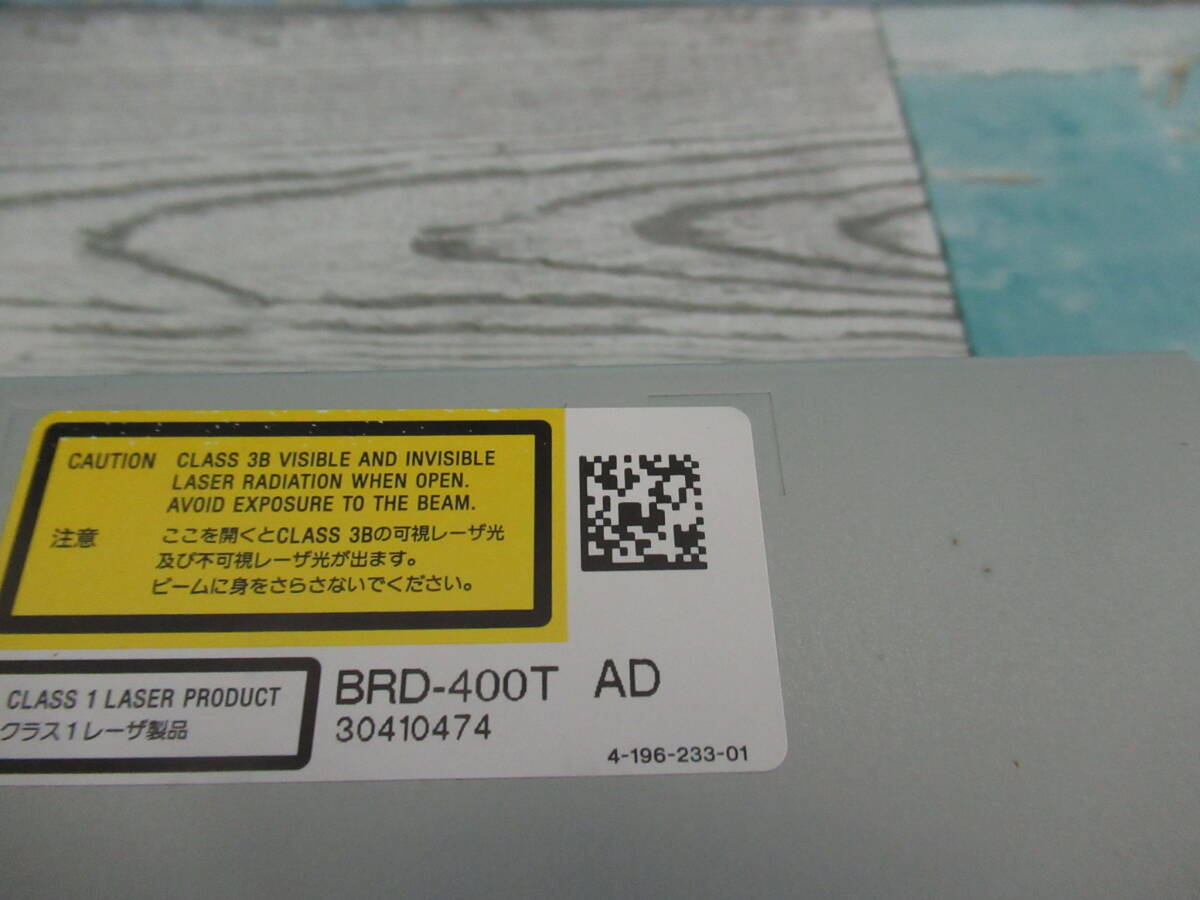 CAUTION CLASS 3B VISIBLE AND INVISIBLE
LASER RADIATION WHEN OPEN.
AVOID EXPOSURE TO THE BEAM.
注意 ここを開くとCLASS 3Bの可視レーザ光
及び不可視レーザ光が出ます。
ビームに身をさらさないでください。
CLASS 1 LASER PRODUCT
クラス1レーザ製品
BRD-400T AD
30410474
4-196-233-01